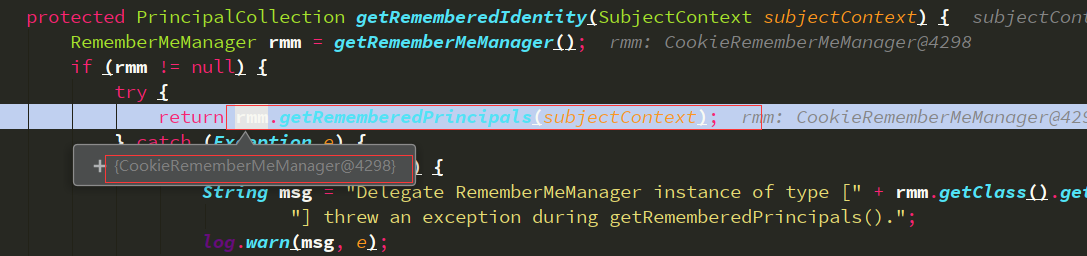 protected PrincipalCollection getRememberedIdentity(SubjectContext subjectContext) { subjectCont
RememberMeManager rmm = getRememberMeManager(); rmm: CookieRememberMeManager@4298
if (rmm != null) {
try {
return rmm.getRememberedPrincipals(subjectContext); rmm: CookieRememberMeManager@429
} catch (Exception e) {
+ {CookieRememberMeManager@4298} ) {
String msg = "Delegate RememberMeManager instance of type [" + rmm.getClass().get
"] threw an exception during getRememberedPrincipals().";
log.warn(msg, e);